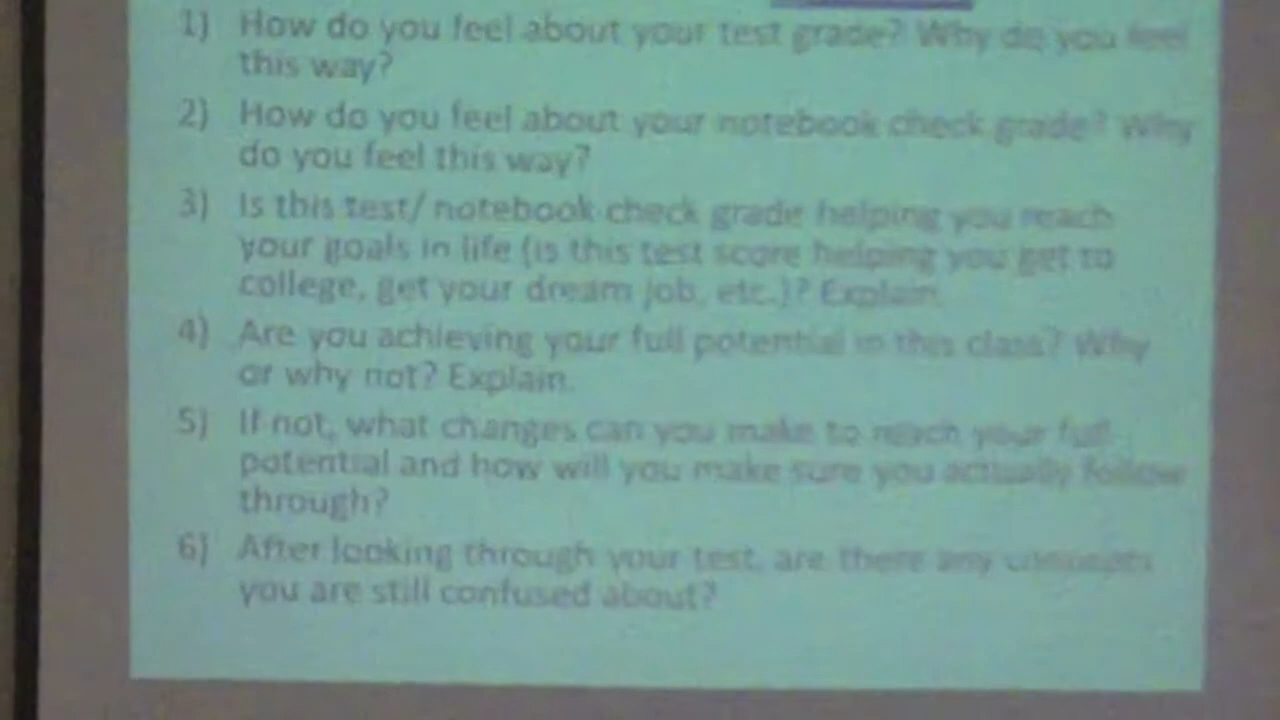 1) How do you feel about your test grade? Why do you feel
this way?
2) How do you feel about your notebook check grade? Why
do you feel this way?
3) Is this test/ notebook check grade helping you reach
your goals in life (is this test score helping you get to
college, get your dream job, etc.)? Explain.
4) Are you achieving your full potential in this class? Why
or why not? Explain.
5) If not, what changes can you make to reach your full
potential and how will you make sure you actually follow
through?
6) After looking through your test, are there any concepts
you are still confused about?